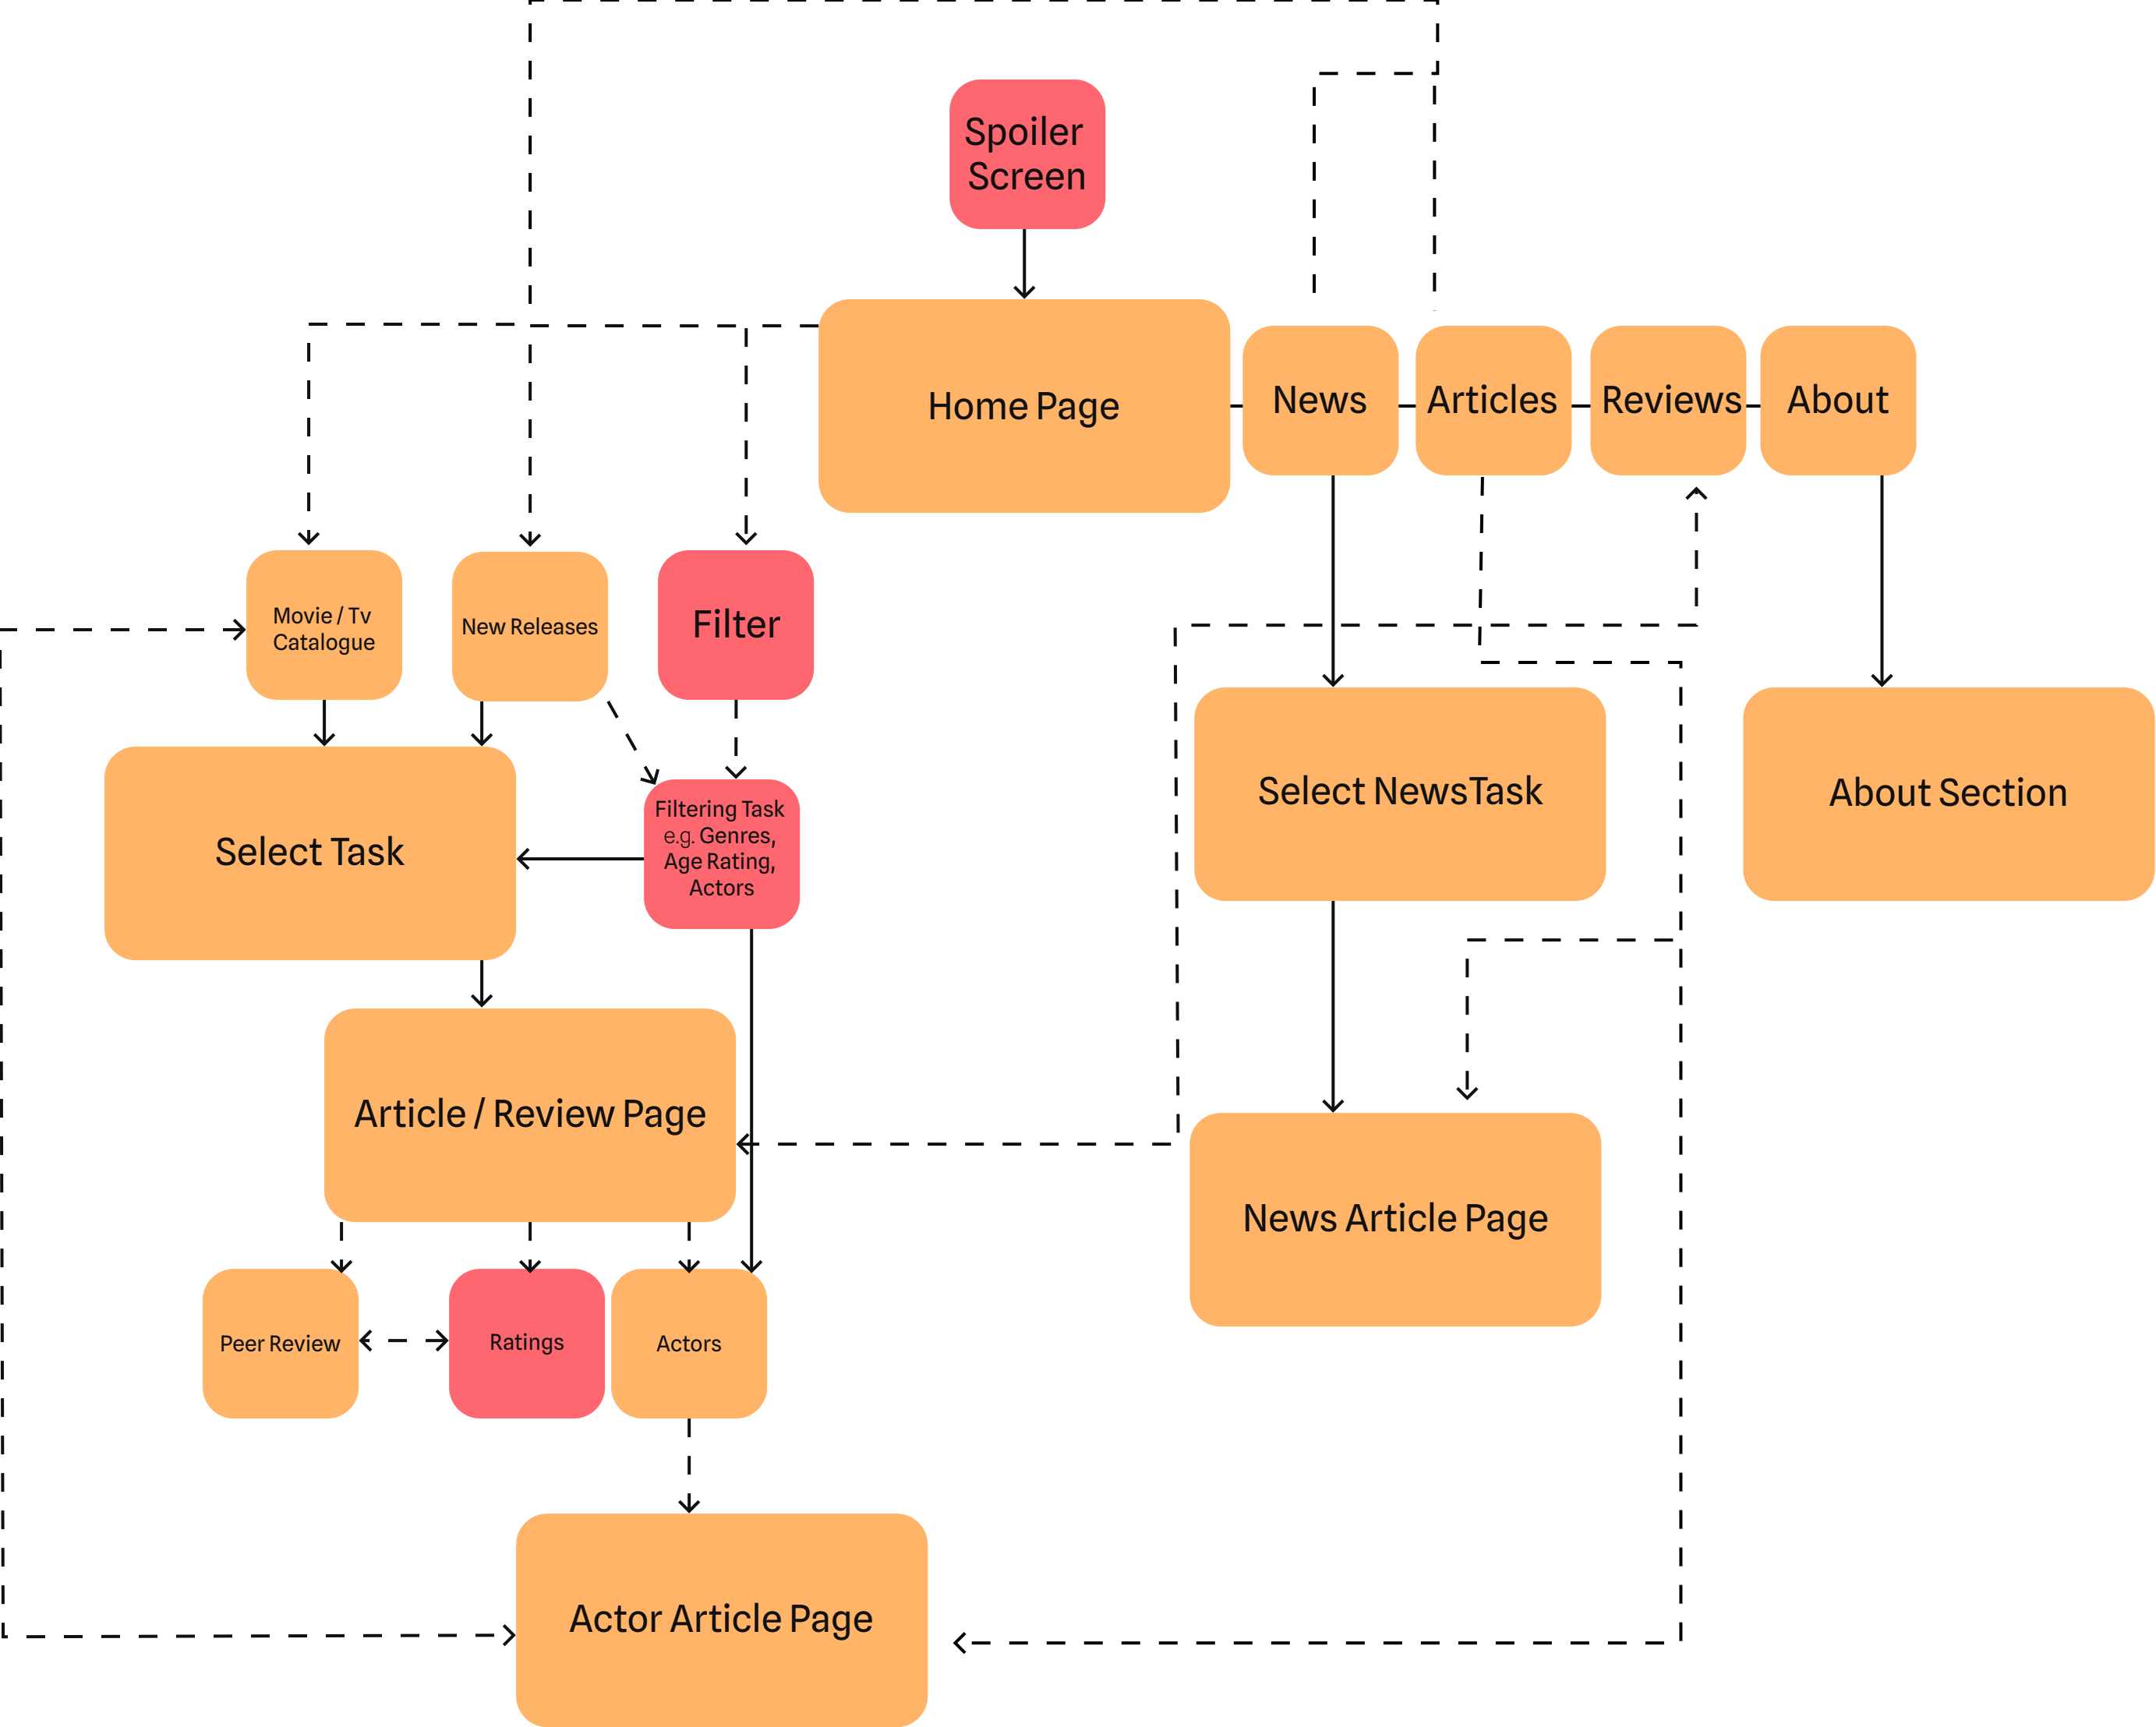 Spoiler
Screen
Home Page
News
Articles
Reviews
About
Movie / Tv
Catalogue
New Releases
Filter
Select Task
Filtering Task
e.g. Genres,
Age Rating,
Actors
Select NewsTask
About Section
Article / Review Page
News Article Page
Peer Review
Ratings
Actors
Actor Article Page